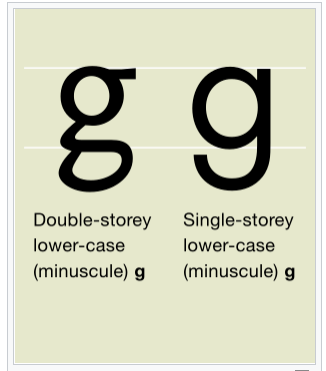 g g
Double-storey Single-storey
lower-case lower-case
(minuscule) g (minuscule) g